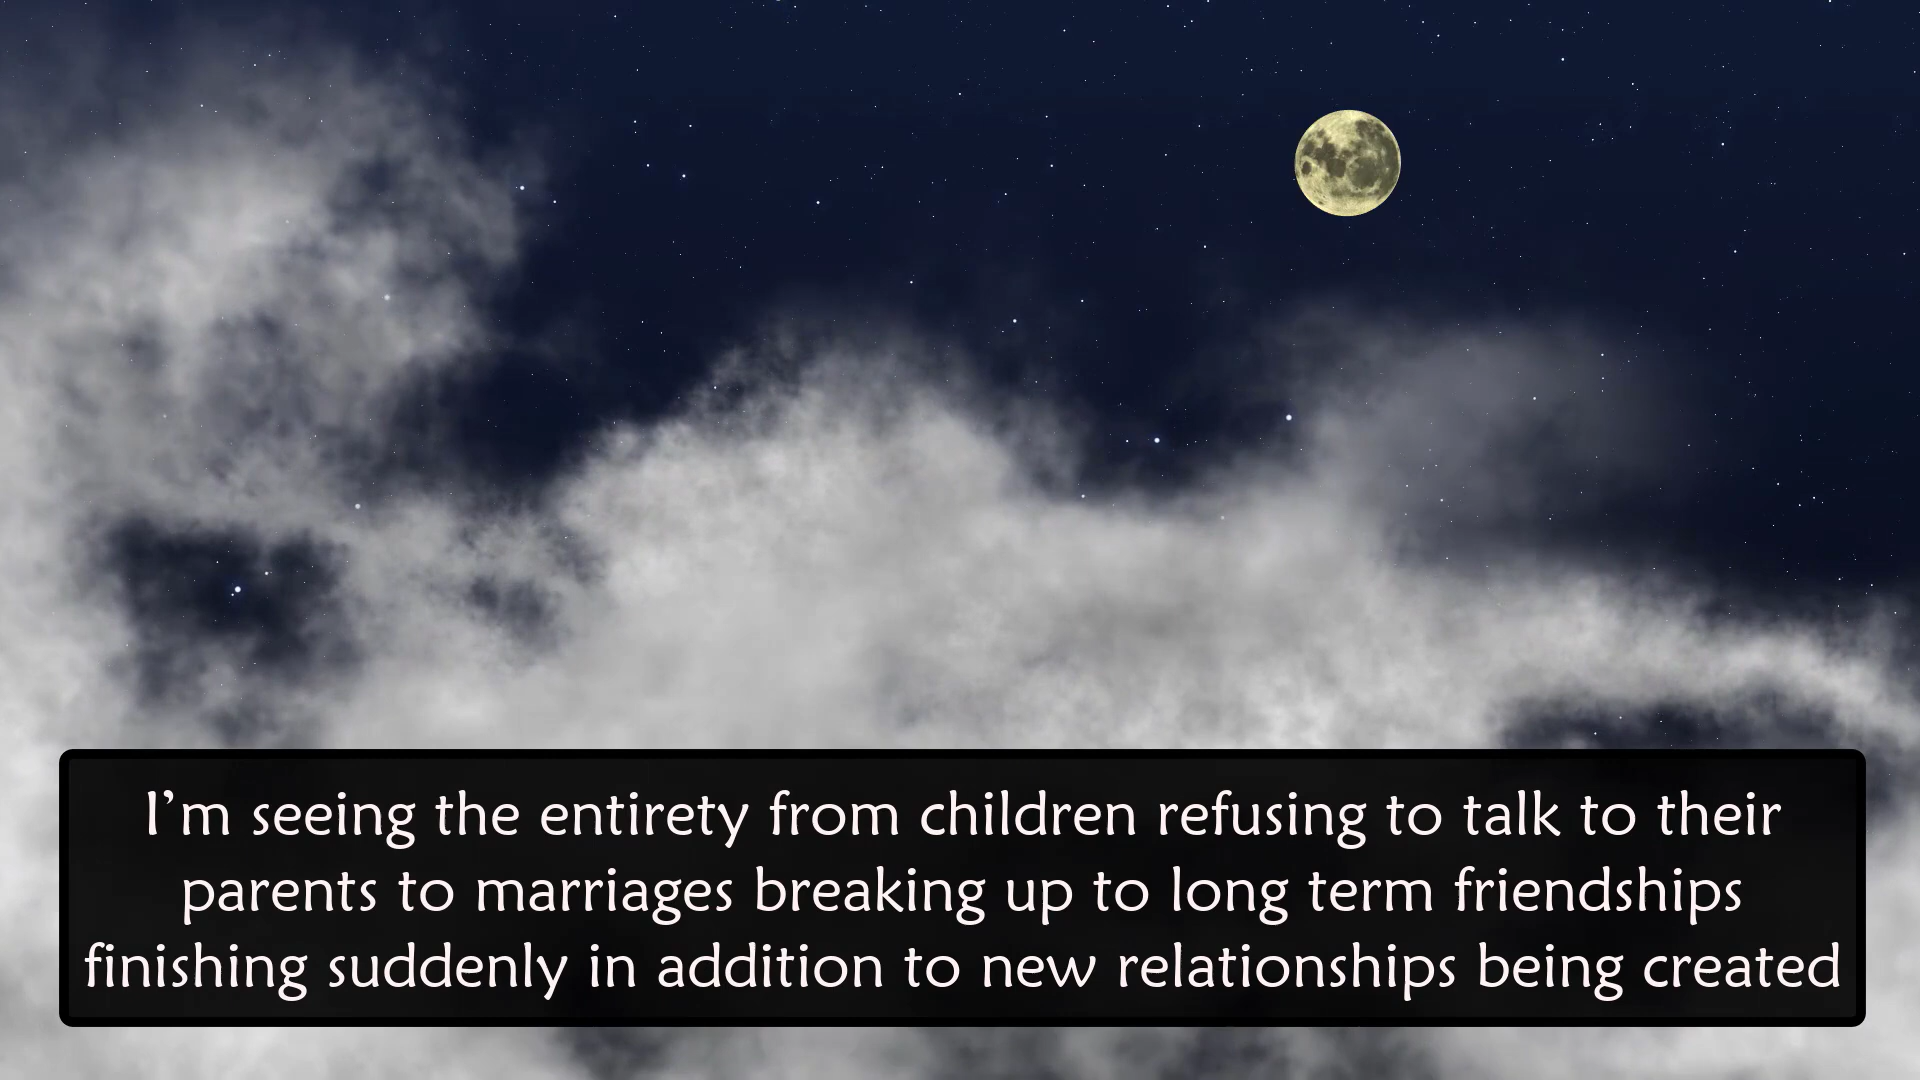 I’m seeing the entirety from children refusing to talk to their
parents to marriages breaking up to long term friendships
finishing suddenly in addition to new relationships being created